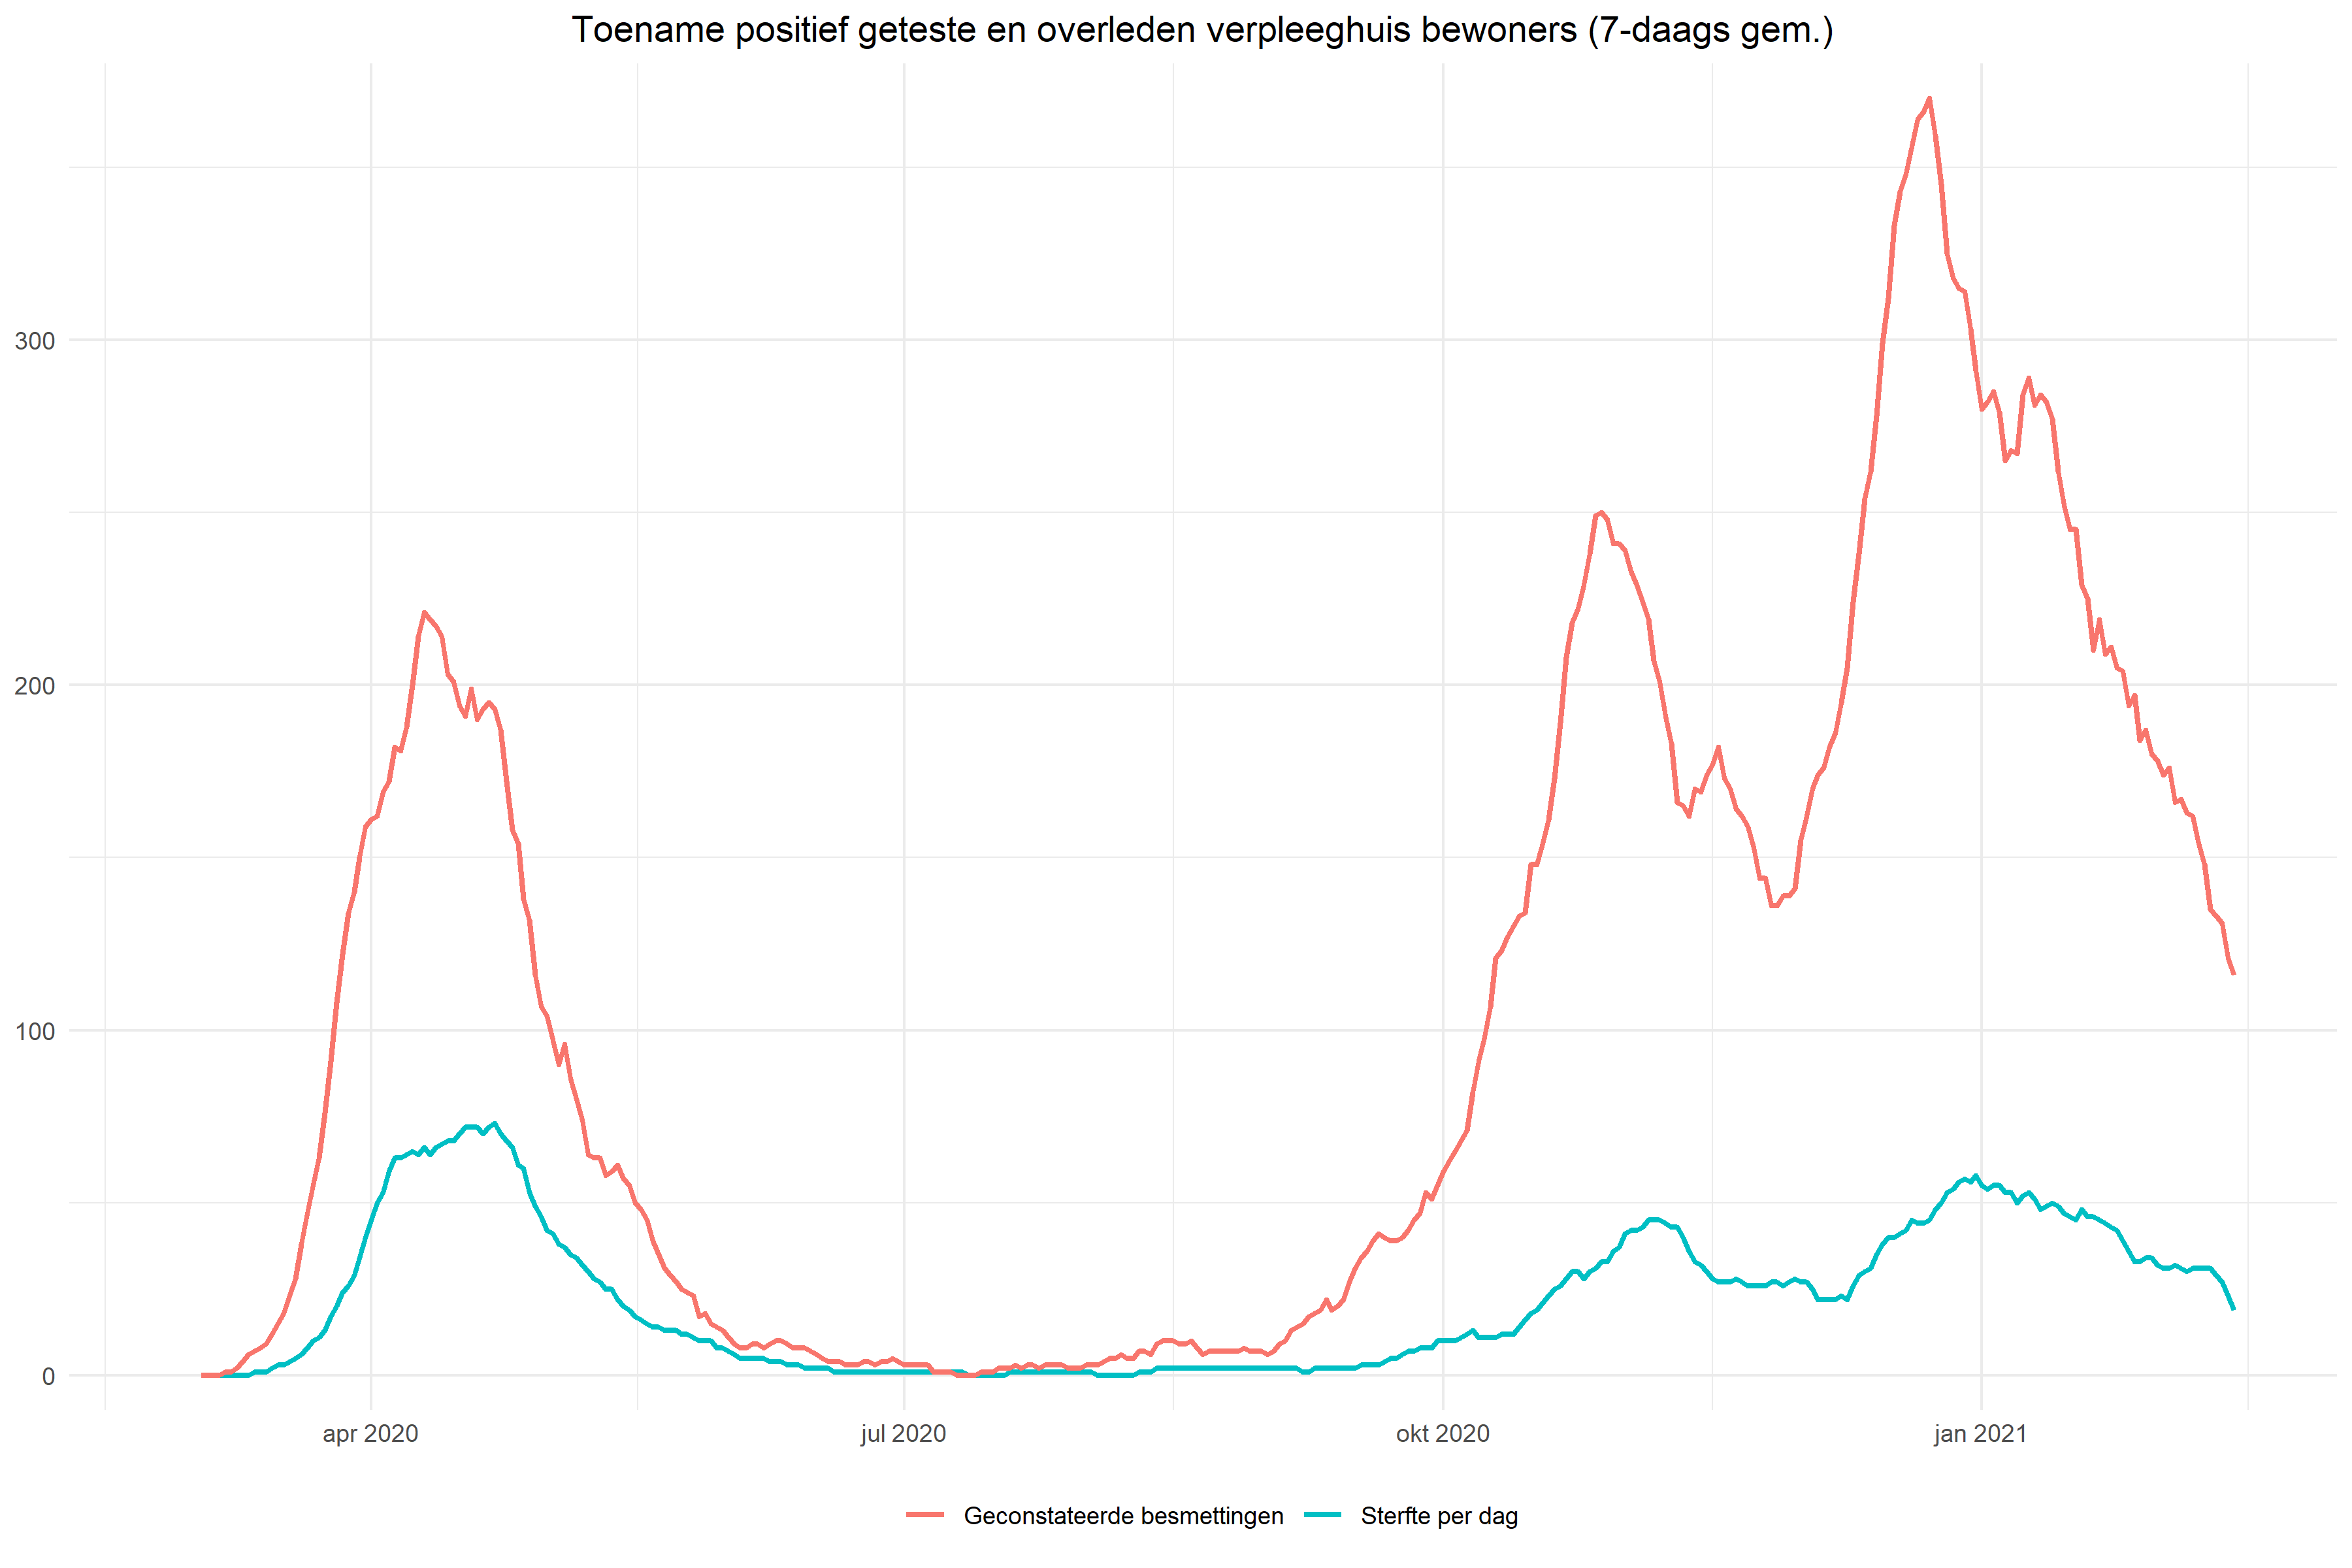 Toename positief geteste en overleden verpleeghuis bewoners (7-daags gem.)
300
200
100
0
apr 2020
jul 2020
okt 2020
jan 2021
Geconstateerde besmettingen
Sterfte per dag